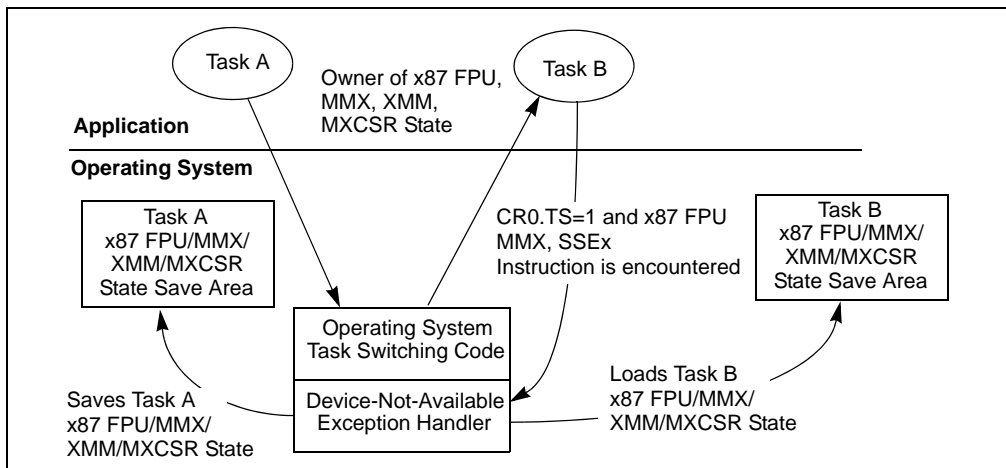 Task A
Owner of x87 FPU,
MMX, XMM,
MXCSR State
Task B
Application
Operating System
Task A
x87 FPU/MMX/
XMM/MXCSR
State Save Area
CR0.TS=1 and x87 FPU
MMX, SSEx
Instruction is encountered
Task B
x87 FPU/MMX/
XMM/MXCSR
State Save Area
Operating System
Task Switching Code
Device-Not-Available
Exception Handler
Saves Task A
x87 FPU/MMX/
XMM/MXCSR State
Loads Task B
x87 FPU/MMX/
XMM/MXCSR State